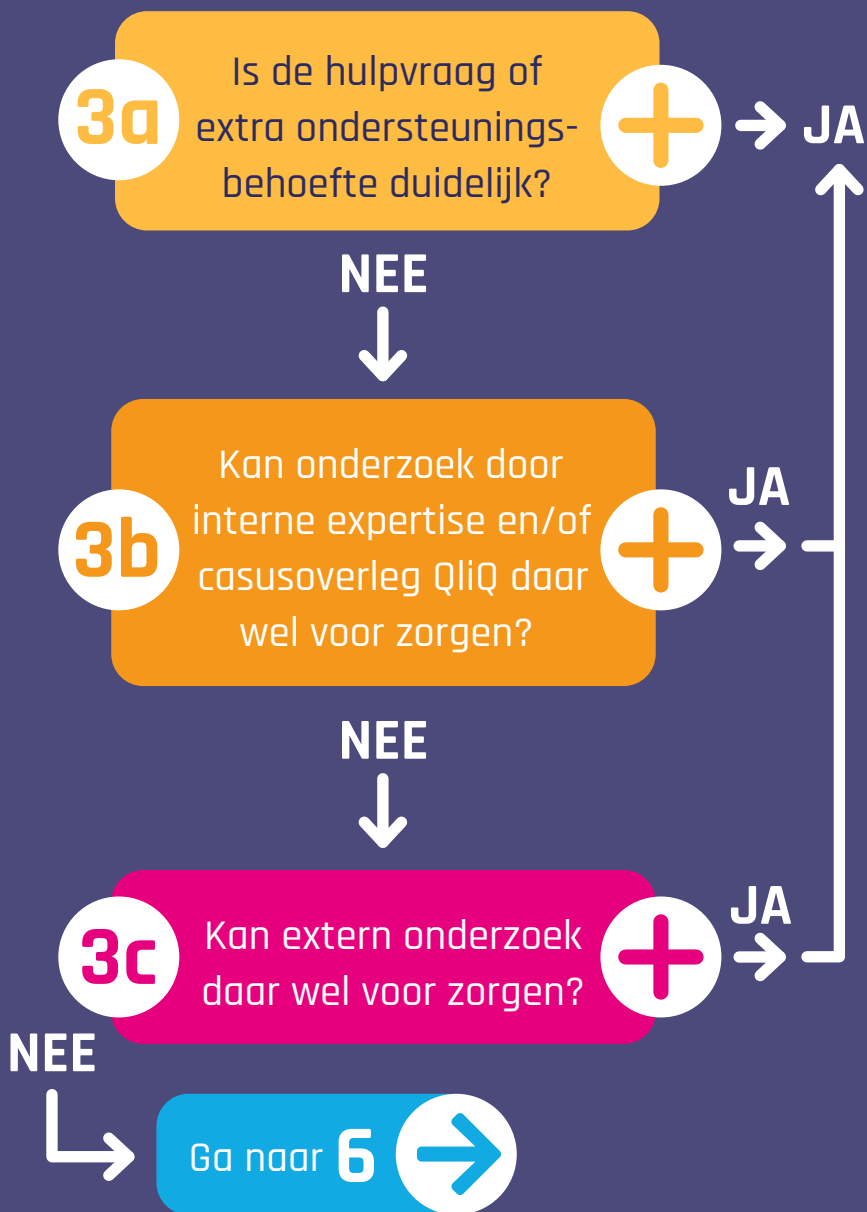 3a
Is de hulpvraag of
extra ondersteunings-
behoefte duidelijk?
JA
NEE
3b
Kan onderzoek door
interne expertise en/of
casusoverleg QliQ daar
wel voor zorgen?
JA
NEE
3c
Kan extern onderzoek
daar wel voor zorgen?
JA
NEE
Ga naar 6